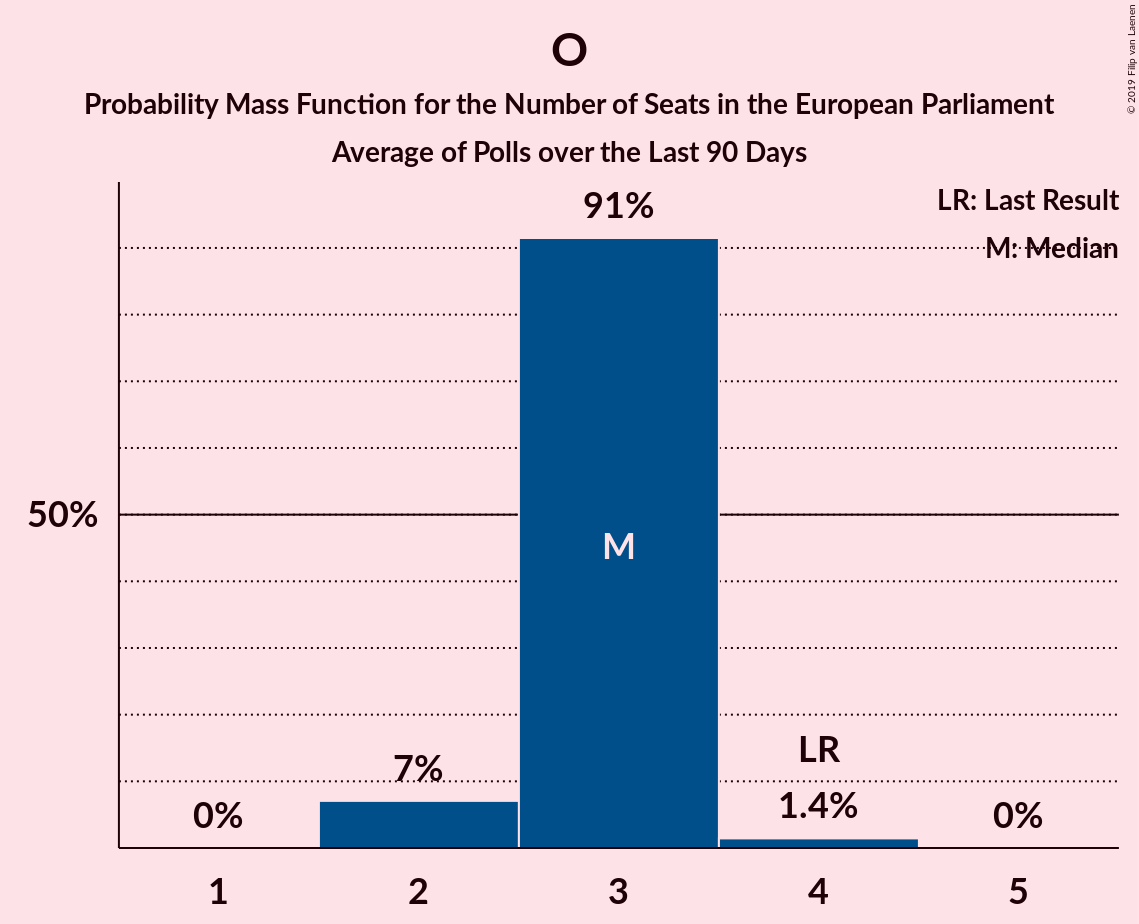 O
Probability Mass Function for the Number of Seats in the European Parliament
Average of Polls over the Last 90 Days
© 2019 Filip van Laenen
LR: Last Result
M: Median
91%
50%
M
LR
7%
1.4%
0%
0%
1 2 3 4 5